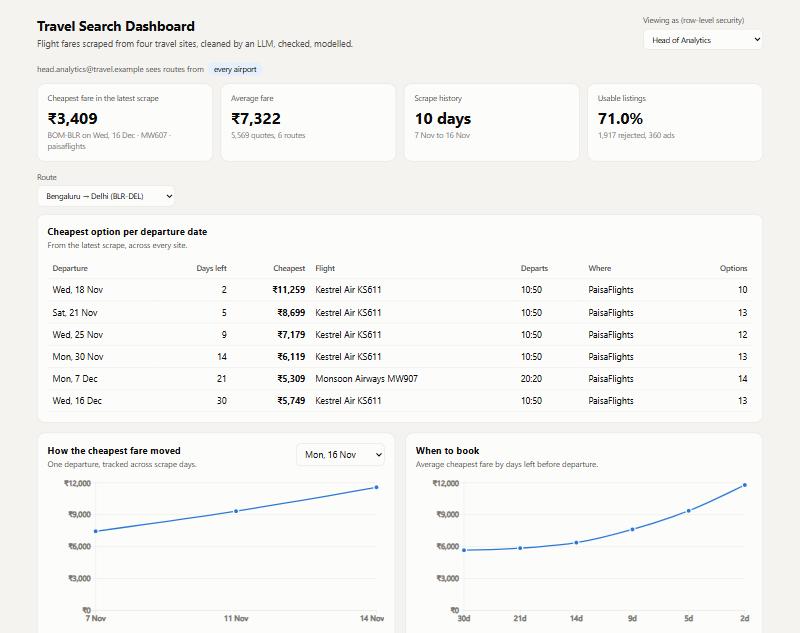 Travel Search Dashboard
Flight fares scraped from four travel sites, cleaned by an LLM, checked, modelled.
Viewing as (row-level security)
Head of Analytics
head.analytics@travel.example sees routes from every airport
Cheapest fare in the latest scrape
₹3,409
BOM-BLR on Wed, 16 Dec · MW607 ·
paisaflights
Average fare
₹7,322
5,569 quotes, 6 routes
Scrape history
10 days
7 Nov to 16 Nov
Usable listings
71.0%
1,917 rejected, 360 ads
Route
Bengaluru → Delhi (BLR-DEL)
Cheapest option per departure date
From the latest scrape, across every site.
Departure Days left Cheapest Flight Departs Where Options
Wed, 18 Nov 2 ₹11,259 Kestrel Air KS611 10:50 PaisaFlights 10
Sat, 21 Nov 5 ₹8,699 Kestrel Air KS611 10:50 PaisaFlights 13
Wed, 25 Nov 9 ₹7,179 Kestrel Air KS611 10:50 PaisaFlights 12
Mon, 30 Nov 14 ₹6,119 Kestrel Air KS611 10:50 PaisaFlights 13
Mon, 7 Dec 21 ₹5,309 Monsoon Airways MW907 20:20 PaisaFlights 14
Wed, 16 Dec 30 ₹5,749 Kestrel Air KS611 10:50 PaisaFlights 13
How the cheapest fare moved
One departure, tracked across scrape days.
Mon, 16 Nov
₹12,000
₹9,000
₹6,000
₹3,000
₹0
7 Nov 11 Nov 14 Nov
When to book
Average cheapest fare by days left before departure.
₹12,000
₹9,000
₹6,000
₹3,000
₹0
30d 21d 14d 9d 5d 2d